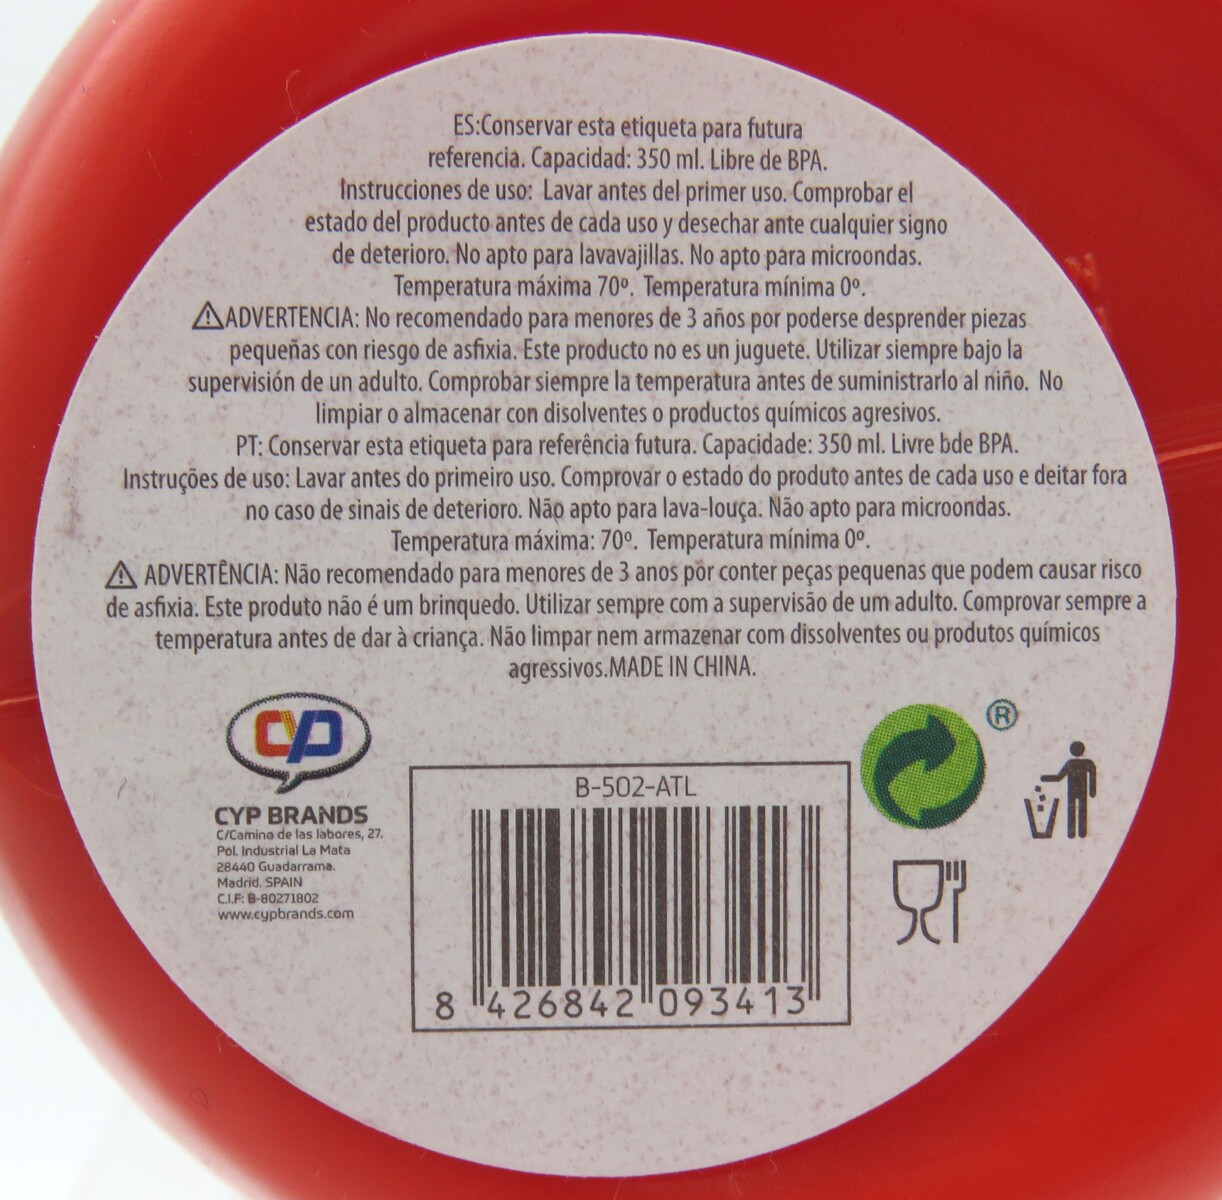 ES:Conservar esta etiqueta para futura
referencia. Capacidad: 350 ml. Libre de BPA.
Instrucciones de uso: Lavar antes del primer uso. Comprobar el
estado del producto antes de cada uso y desechar ante cualquier signo
de deterioro. No apto para lavavajillas. No apto para microondas.
Temperatura máxima 70º. Temperatura mínima 0º.
ADVERTENCIA: No recomendado para menores de 3 años por poderse desprender piezas
pequeñas con riesgo de asfixia. Este producto no es un juguete. Utilizar siempre bajo la
supervisión de un adulto. Comprobar siempre la temperatura antes de suministrarlo al niño. No
limpiar o almacenar con disolventes o productos químicos agresivos.
PT: Conservar esta etiqueta para referência futura. Capacidade: 350 ml. Livre bde BPA.
Instruções de uso: Lavar antes do primeiro uso. Comprovar o estado do produto antes de cada uso e deitar fora
no caso de sinais de deterioro. Não apto para lava-louça. Não apto para microondas.
Temperatura máxima: 70º. Temperatura mínima 0º.
ADVERTÊNCIA: Não recomendado para menores de 3 anos por conter peças pequenas que podem causar risco
de asfixia. Este produto não é um brinquedo. Utilizar sempre com a supervisão de um adulto. Comprovar sempre a
temperatura antes de dar à criança. Não limpar nem armazenar com dissolventes ou produtos químicos
agressivos.MADE IN CHINA.
CYP
CYP BRANDS
C/Camino de las labores, 27.
Pol. Industrial La Mata
28440 Guadarrama.
Madrid. SPAIN
C.I.F: B-80271802
www.cypbrands.com
B-502-ATL
8 426842 093413
®